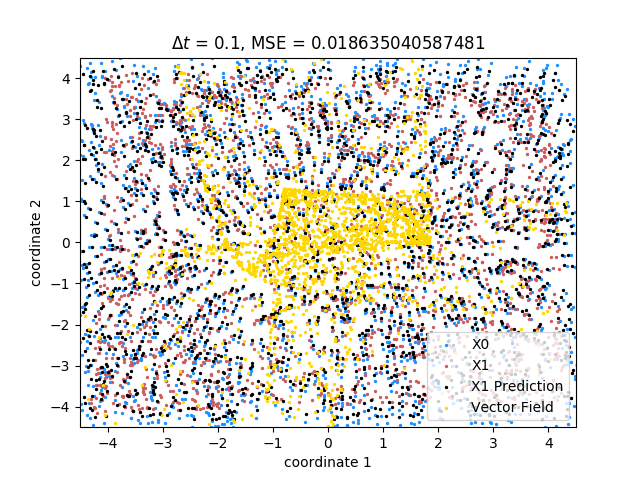 Δt = 0.1, MSE = 0.018635040587481
coordinate 2
4
3
2
1
0
−1
−2
−3
−4
X0
X1
X1 Prediction
Vector Field
−4 −3 −2 −1 0 1 2 3 4
coordinate 1